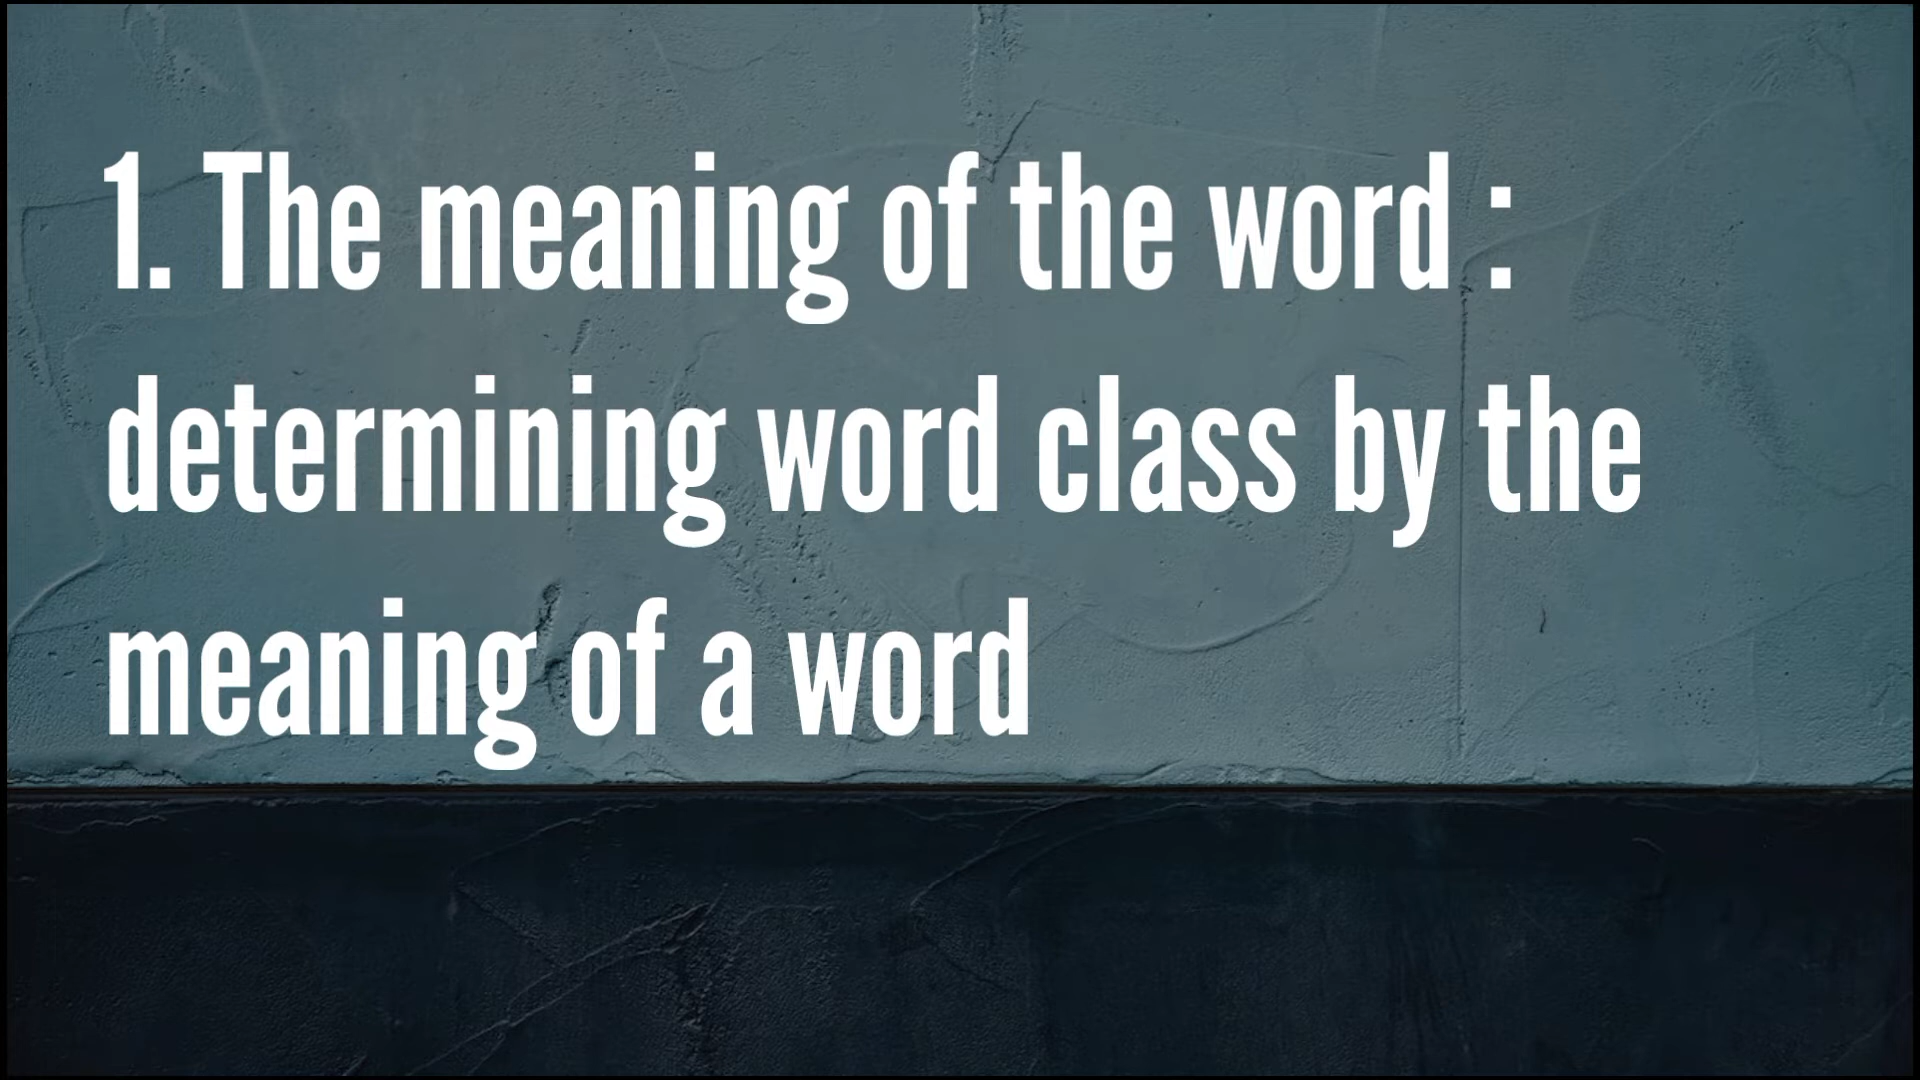 1. The meaning of the word :
determining word class by the
meaning of a word